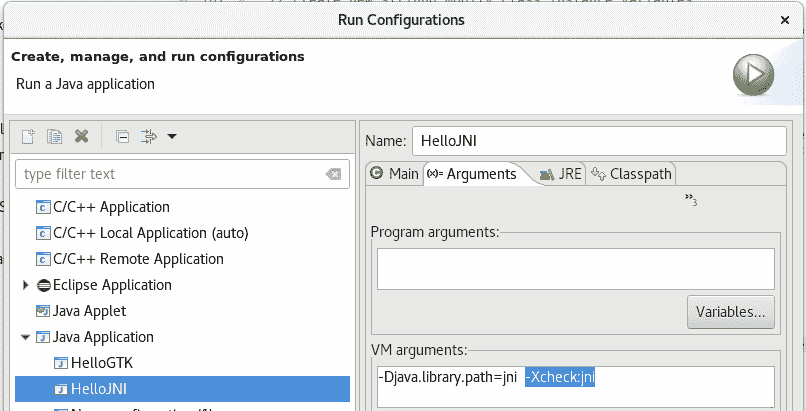 Run Configurations
Create, manage, and run configurations
Run a Java application
type filter text
C/C++ Application
C/C++ Local Application (auto)
C/C++ Remote Application
Eclipse Application
Java Applet
Java Application
HelloGTK
HelloJNI
Name: HelloJNI
Main (x)= Arguments JRE Classpath
»3
Program arguments:
Variables...
VM arguments:
-Djava.library.path=jni -Xcheck:jni